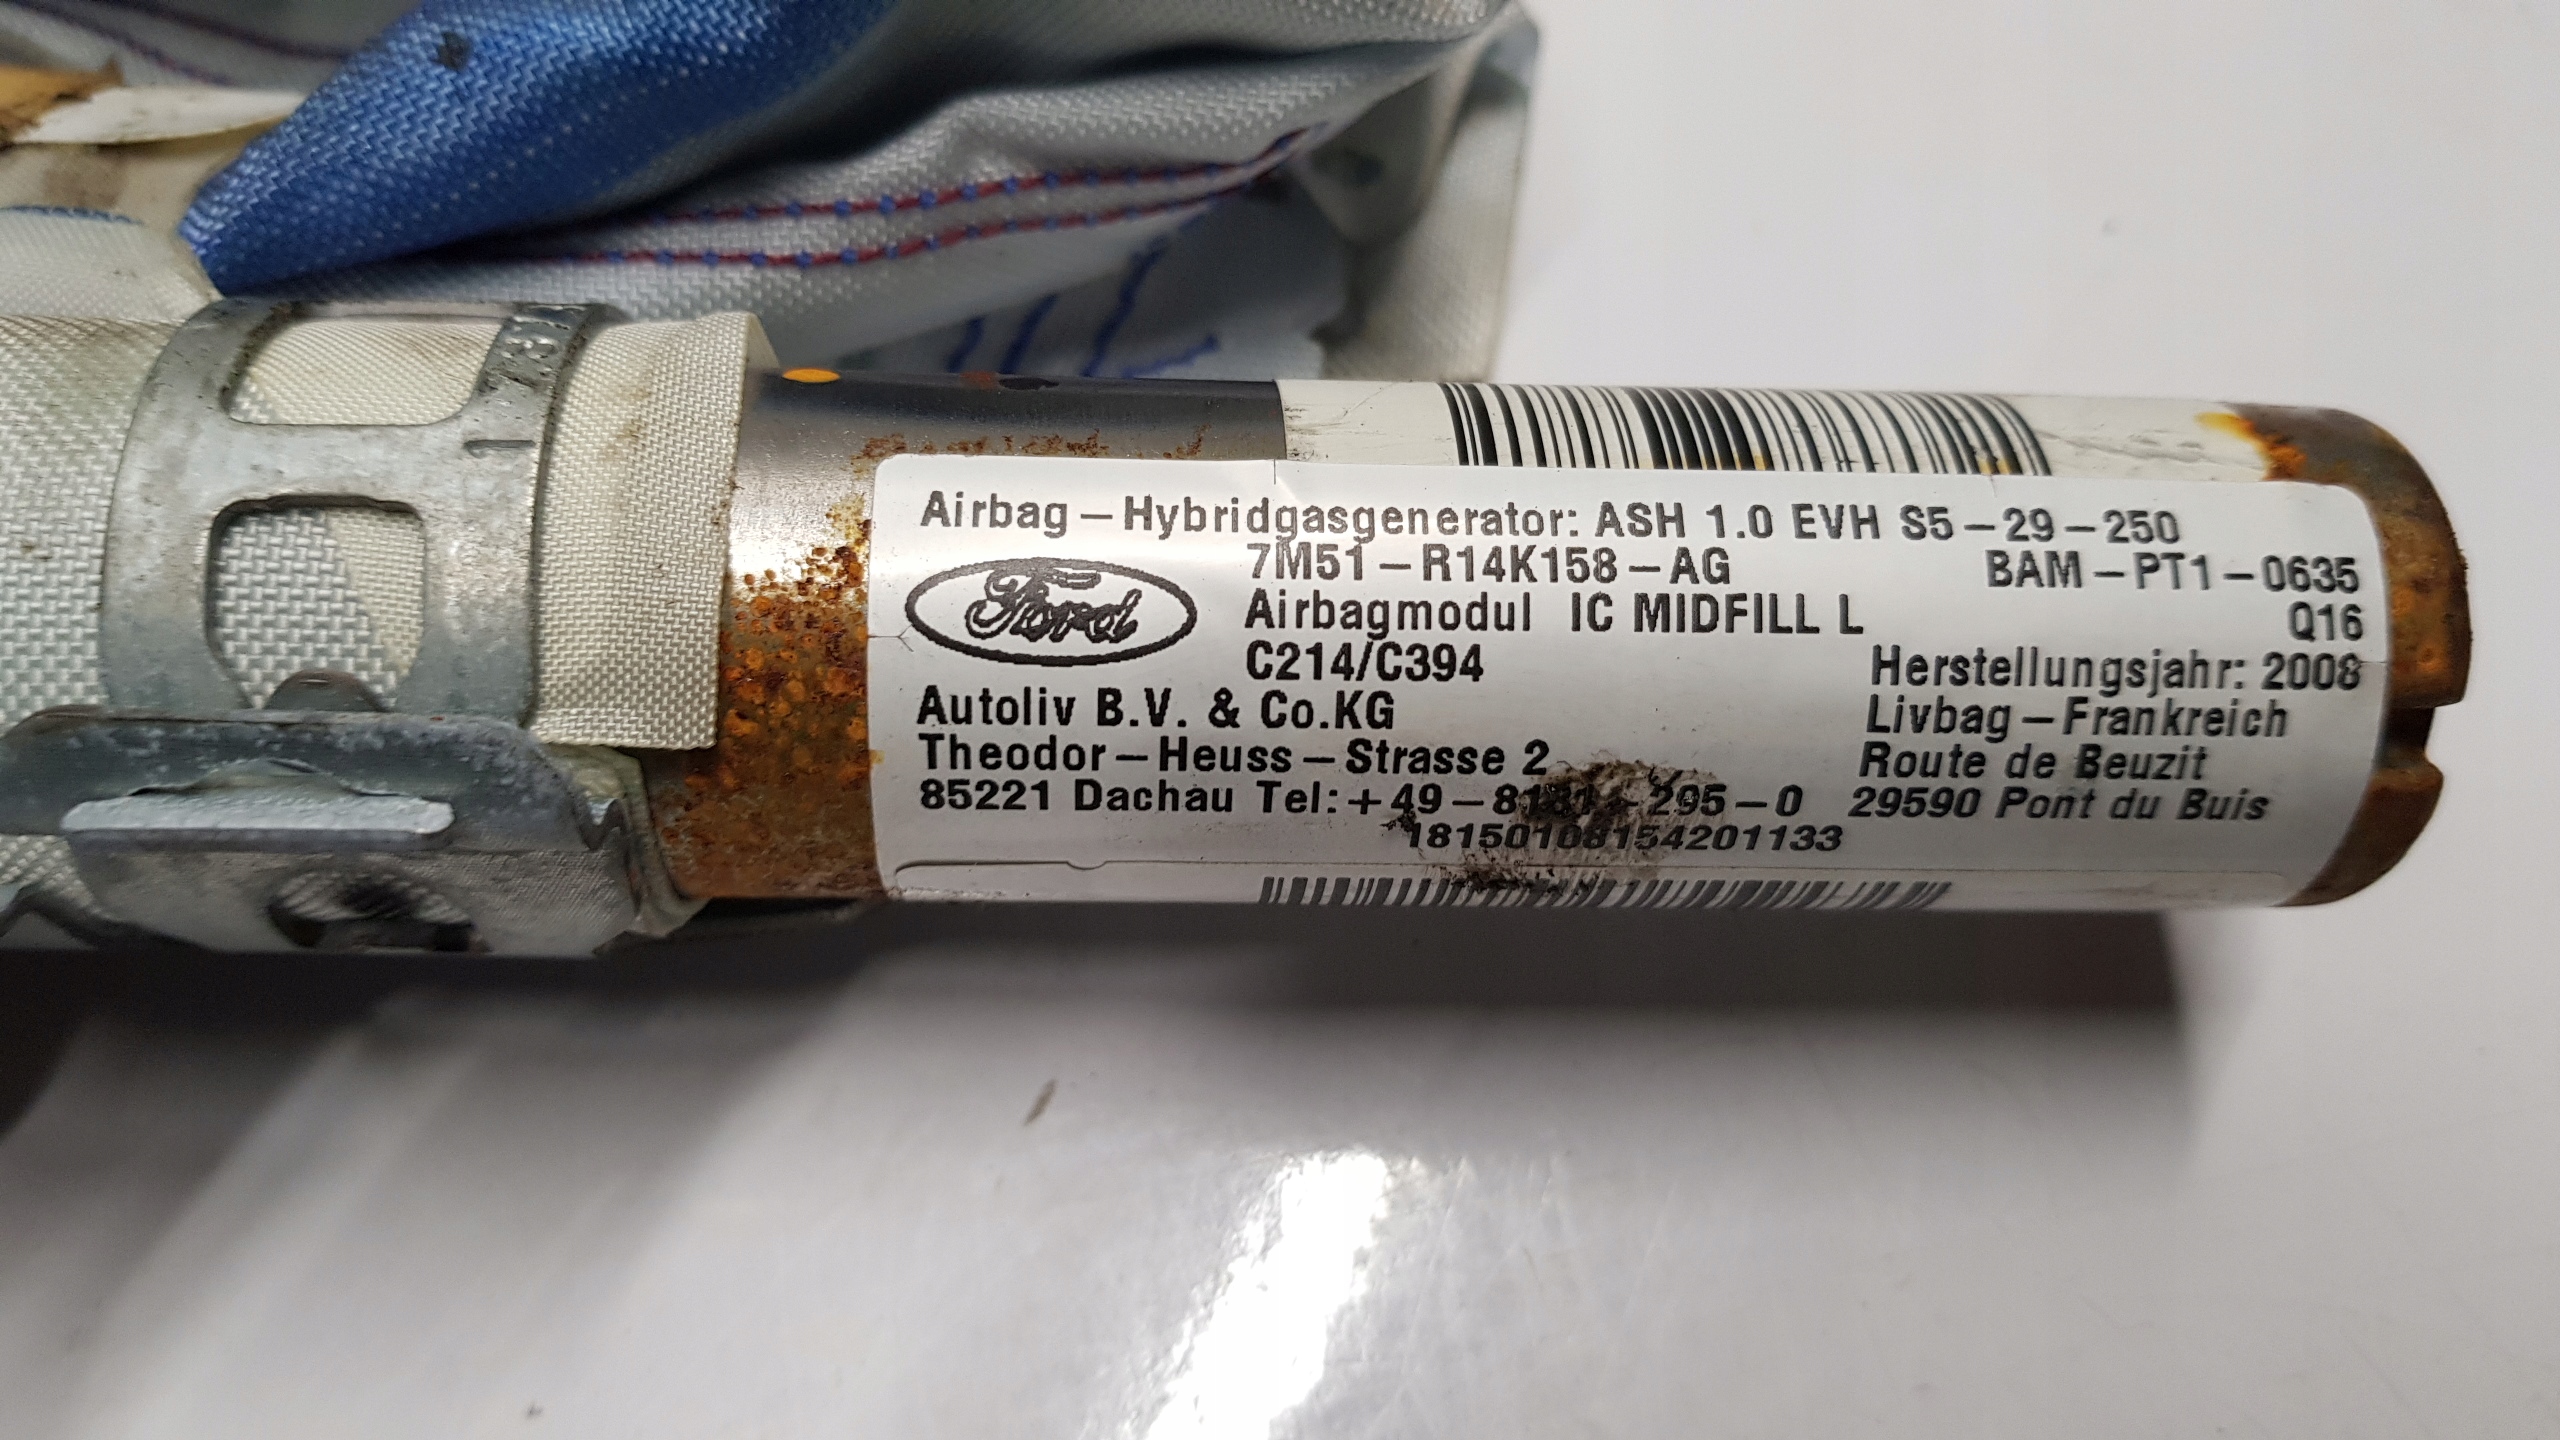 1 731
Airbag-Hybridgasgenerator: ASH 1.0 EVH S5-29-250
7M51-R14K158-AG BAM-PT1-0635
Ford
Airbagmodul IC MIDFILL L Q16
C214/C394 Herstellungsjahr: 2008
Autoliv B.V. & Co.KG Livbag-Frankreich
Theodor-Heuss-Strasse 2 Route de Beuzit
85221 Dachau Tel:+49-8131-295-0 29590 Pont du Buis
18150108154201133